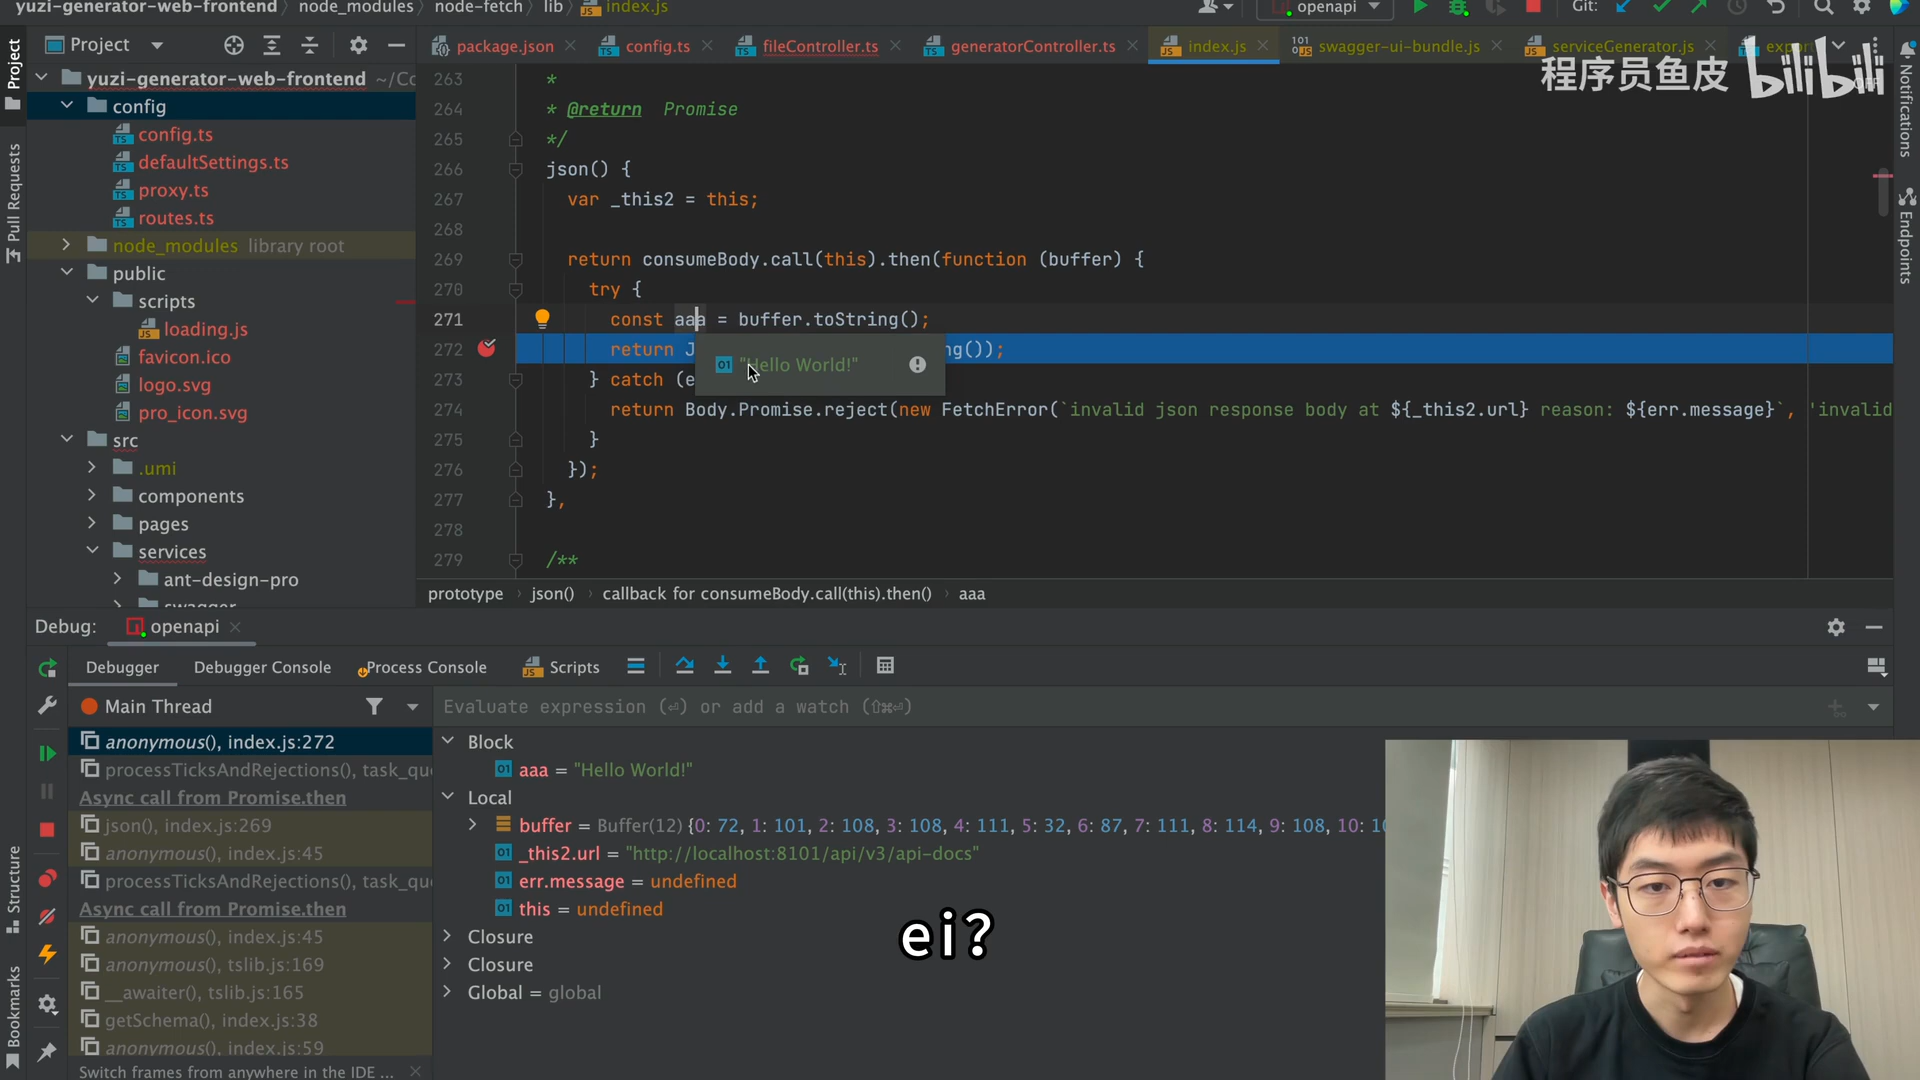 yuzi-generator-web-frontend › node_modules › node-fetch › lib › index.js
openapi
Git:
Project
package.json
config.ts
fileController.ts
generatorController.ts
index.js
swagger-ui-bundle.js
serviceGenerator.js
程序员鱼皮 bilibili
Project
Pull Requests
Structure
Bookmarks
Notifications
Endpoints
yuzi-generator-web-frontend
config
config.ts
defaultSettings.ts
proxy.ts
routes.ts
node_modules library root
public
scripts
loading.js
favicon.ico
logo.svg
pro_icon.svg
src
.umi
components
pages
services
ant-design-pro
263 *
264 * @return Promise
265 */
266 json() {
267 var _this2 = this;
268
269 return consumeBody.call(this).then(function (buffer) {
270 try {
271 const aaa = buffer.toString();
272 return J ng());
"Hello World!"
273 } catch (e
274 return Body.Promise.reject(new FetchError(`invalid json response body at ${_this2.url} reason: ${err.message}`, 'invalid
275 }
276 });
277 },
278
279 /**
prototype › json() › callback for consumeBody.call(this).then() › aaa
Debug: openapi
Debugger Debugger Console Process Console Scripts
Main Thread
Evaluate expression (⏎) or add a watch (⇧⌘⏎)
anonymous(), index.js:272
processTicksAndRejections(), task_qu
Async call from Promise.then
json(), index.js:269
anonymous(), index.js:45
processTicksAndRejections(), task_qu
Async call from Promise.then
anonymous(), index.js:45
anonymous(), tslib.js:169
__awaiter(), tslib.js:165
getSchema(), index.js:38
anonymous(), index.js:59
Switch frames from anywhere in the IDE ...
Block
aaa = "Hello World!"
Local
buffer = Buffer(12) {0: 72, 1: 101, 2: 108, 3: 108, 4: 111, 5: 32, 6: 87, 7: 111, 8: 114, 9: 108, 10: 10
_this2.url = "http://localhost:8101/api/v3/api-docs"
err.message = undefined
this = undefined
Closure
Closure
Global = global
ei?